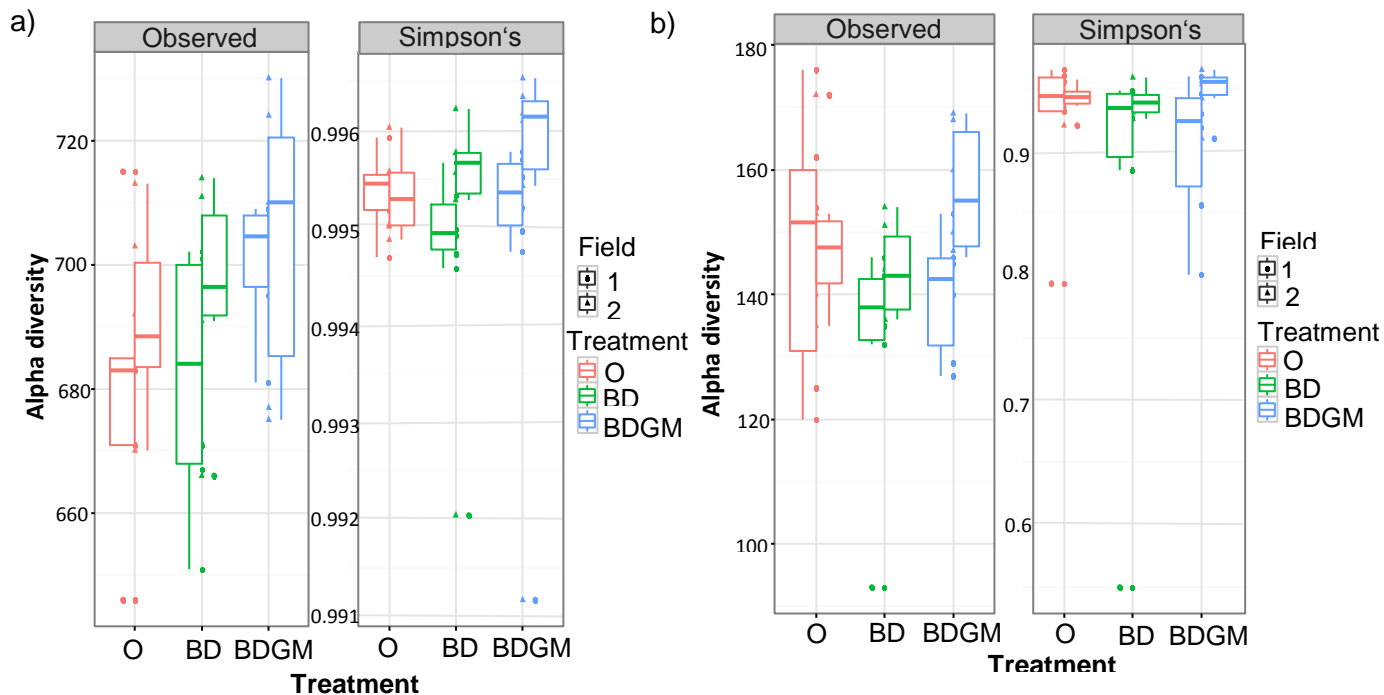 a)
Observed
Simpson‘s
Alpha diversity
720
700
680
660
0.996
0.995
0.994
0.993
0.992
0.991
O BD BDGM
O BD BDGM
Treatment
Field
1
2
Treatment
O
BD
BDGM
b)
Observed
Simpson‘s
Alpha diversity
180
160
140
120
100
0.9
0.8
0.7
0.6
O BD BDGM
O BD BDGM
Treatment
Field
1
2
Treatment
O
BD
BDGM